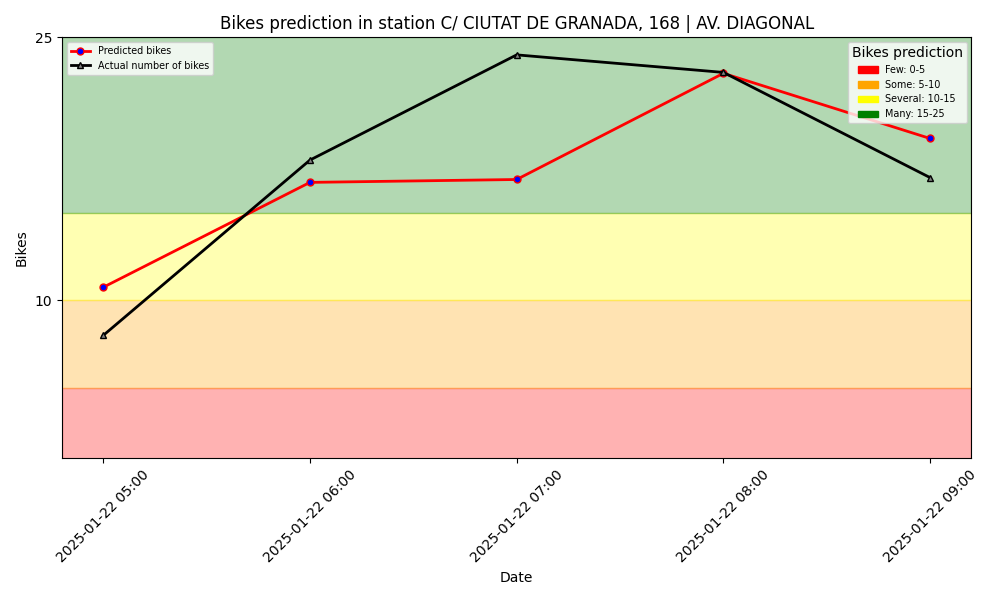 Bikes prediction in station C/ CIUTAT DE GRANADA, 168 | AV. DIAGONAL
25
Predicted bikes
Actual number of bikes
Bikes prediction
Few: 0-5
Some: 5-10
Several: 10-15
Many: 15-25
Bikes
10
2025-01-22 05:00
2025-01-22 06:00
2025-01-22 07:00
2025-01-22 08:00
2025-01-22 09:00
Date